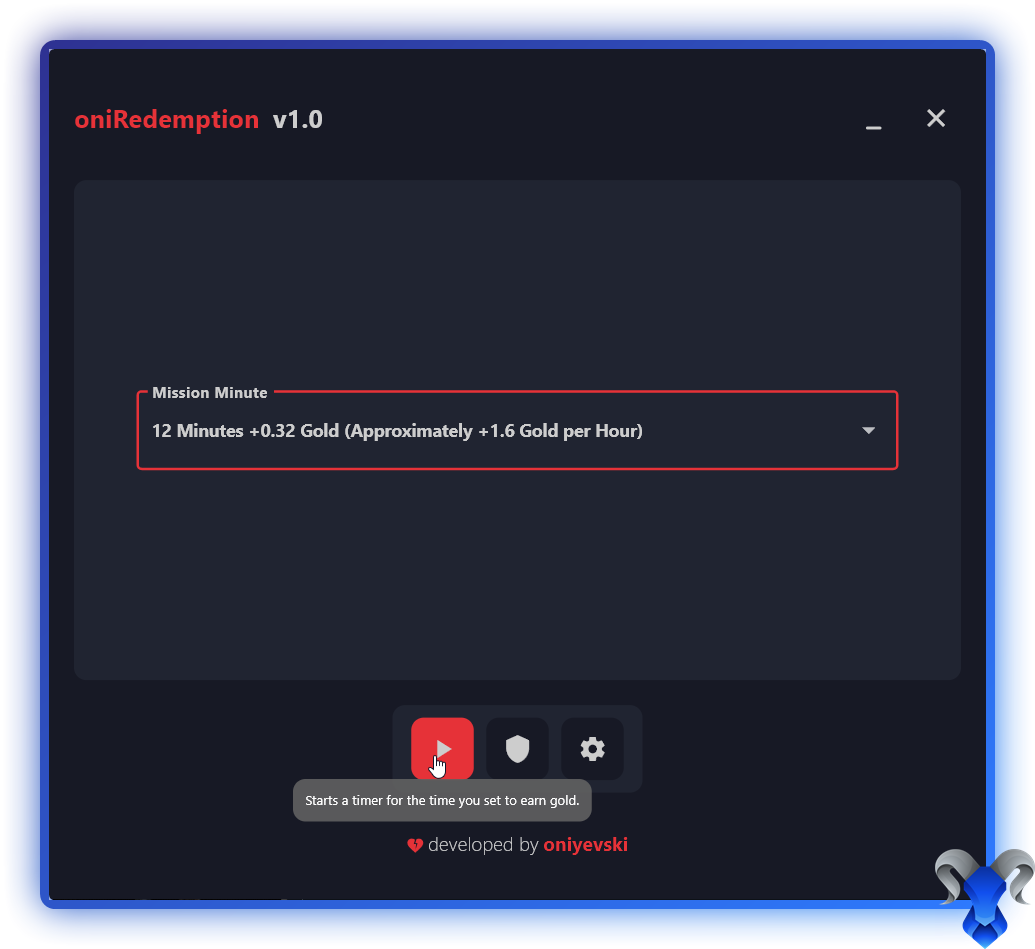 oniRedemption v1.0
Mission Minute
12 Minutes +0.32 Gold (Approximately +1.6 Gold per Hour)
Starts a timer for the time you set to earn gold.
developed by oniyevski